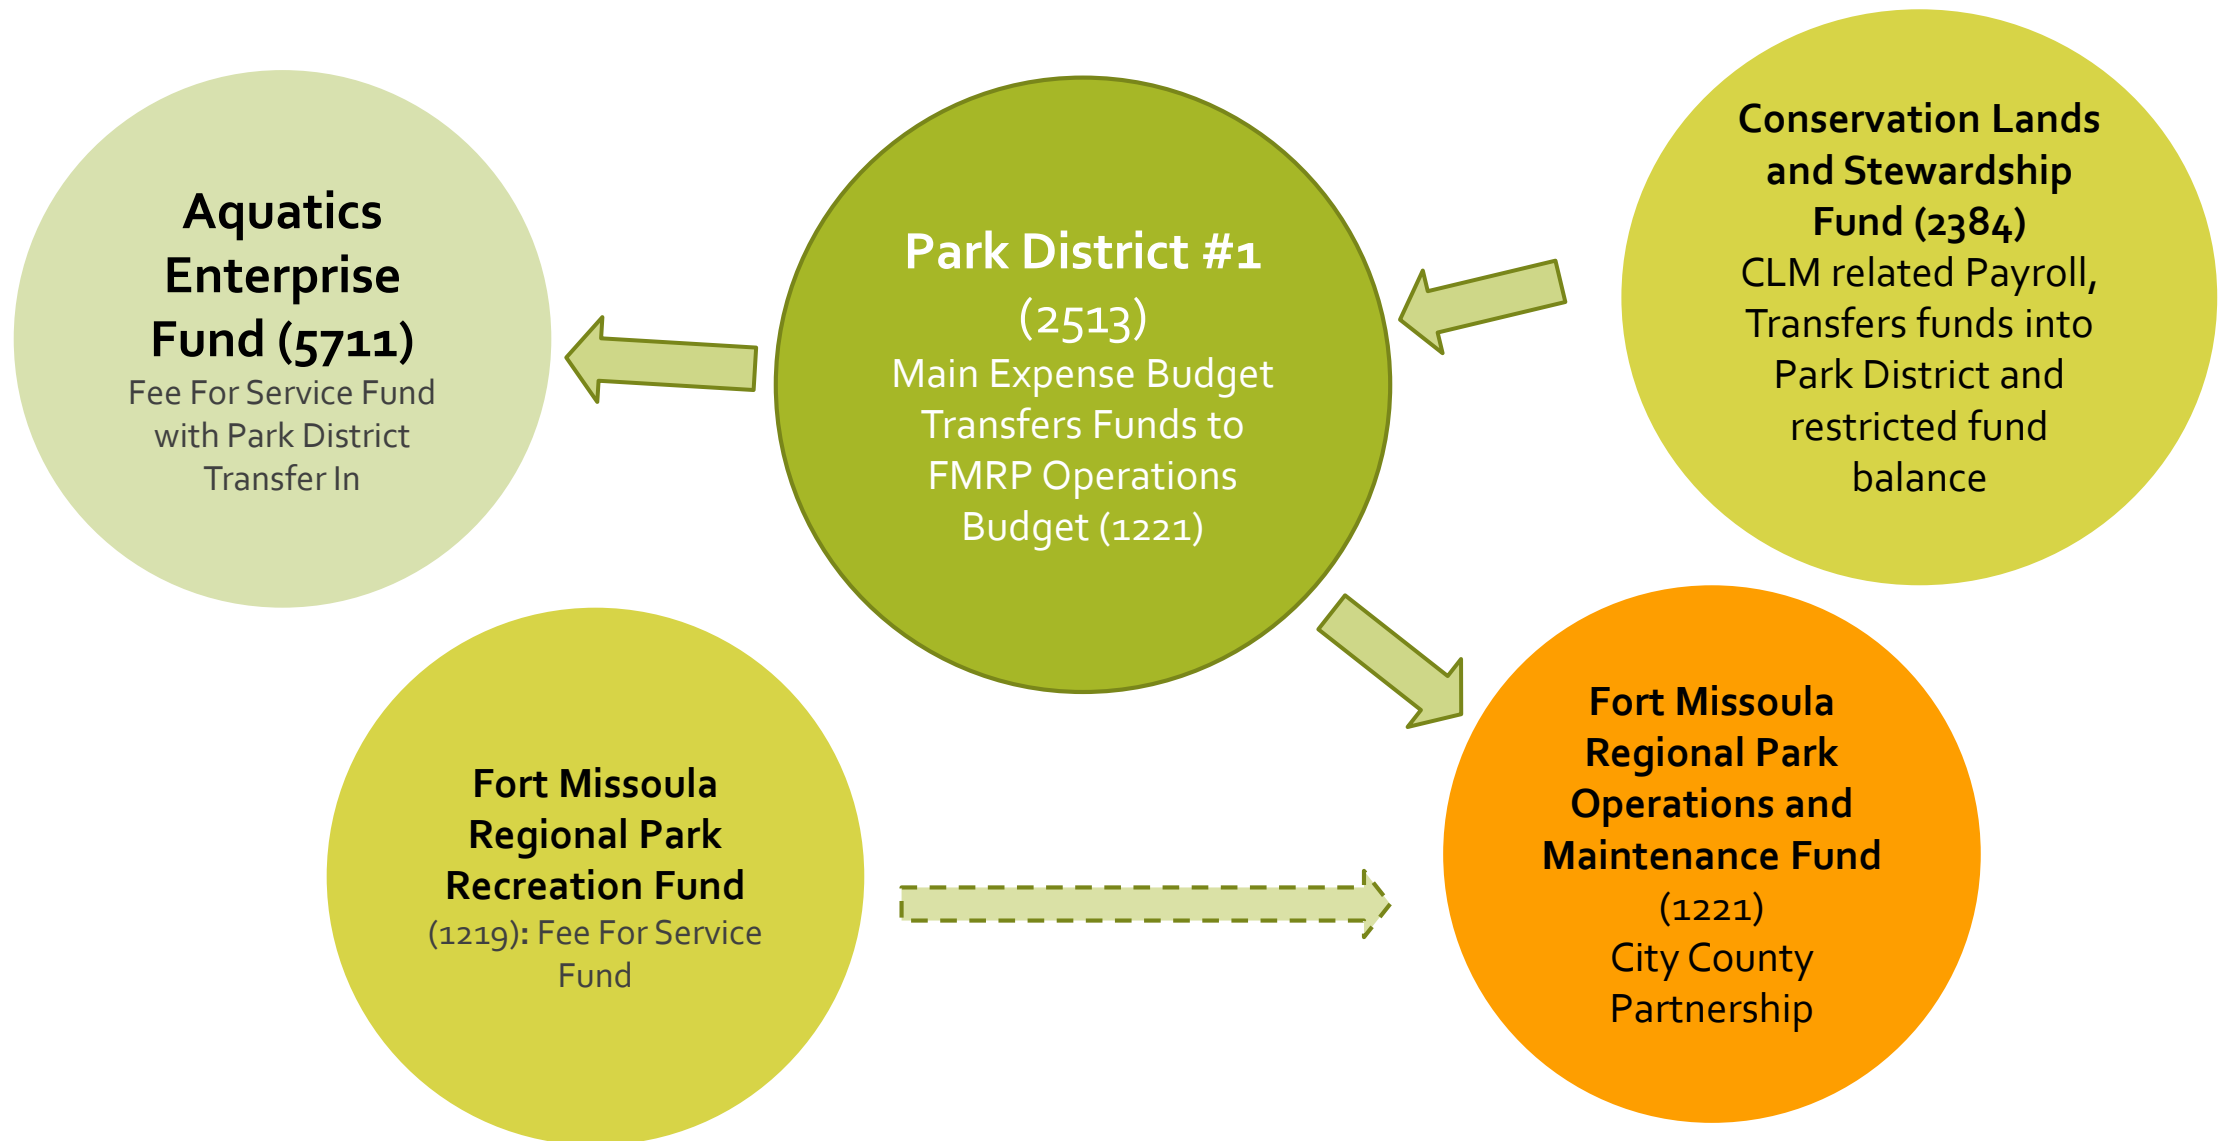 Aquatics
Enterprise
Fund (5711)
Fee For Service Fund
with Park District
Transfer In
Park District #1
(2513)
Main Expense Budget
Transfers Funds to
FMRP Operations
Budget (1221)
Conservation Lands
and Stewardship
Fund (2384)
CLM related Payroll,
Transfers funds into
Park District and
restricted fund
balance
Fort Missoula
Regional Park
Recreation Fund
(1219): Fee For Service
Fund
Fort Missoula
Regional Park
Operations and
Maintenance Fund
(1221)
City County
Partnership